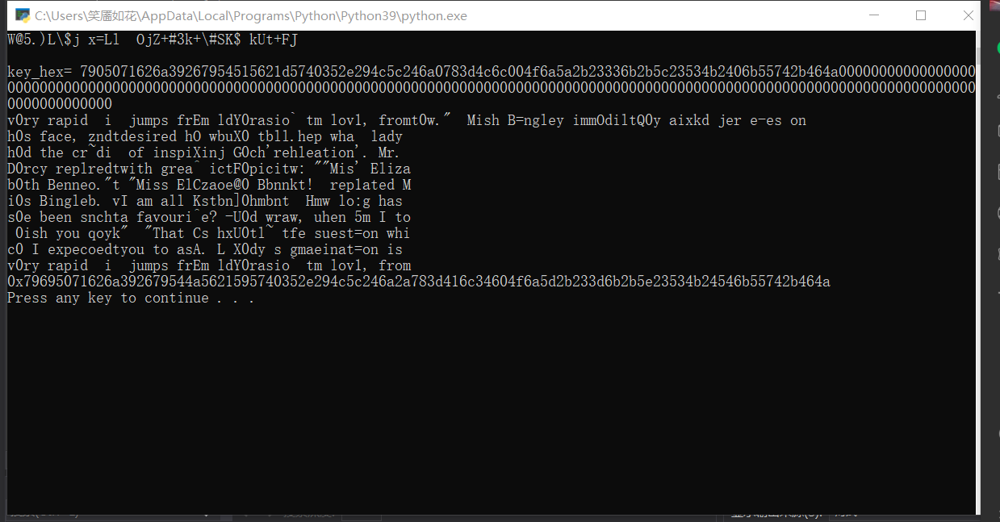 C:\Users\笑靥如花\AppData\Local\Programs\Python\Python39\python.exe
W@5.)L\$j x=Ll  OjZ+#3k+\#SK$ kUt+FJ
key_hex= 7905071626a39267954515621d5740352e294c5c246a0783d4c6c004f6a5a2b23336b2b5c23534b2406b55742b464a00000000000000000
000000000000000000000000000000000000000000000000000000000000000000000000000000000000000000000000000000000000000000000000
0000000000000
v0ry rapid  i  jumps frEm ldY0rasio` tm lov1, fromt0w."  Mish B=ngley imm0diltQ0y aixkd jer e-es on
h0s face, zndtdesired h0 wbuX0 tbll.hep wha  lady
h0d the cr~di  of inspiXinj G0ch'rehleation'. Mr.
D0rcy replredtwith grea^ ictF0picitw: ""Mis' Eliza
b0th Benneo."t "Miss ElCzaoe@0 Bbnnkt!  rep1ated M
i0s Bingleb. vI am all Kstbn]0hmbnt  Hmw lo:g has
s0e been snchta favouri^e? -U0d wraw, uhen 5m I to
 0ish you qoyk"  "That Cs hxU0tl~ tfe suest=on whi
c0 I expecoedtyou to asA. L X0dy s gmaeinat=on is
v0ry rapid  i  jumps frEm ldY0rasio` tm lov1, from
0x79695071626a392679544a5621595740352e294c5c246a2a783d416c34604f6a5d2b233d6b2b5e23534b24546b55742b464a
Press any key to continue . . .